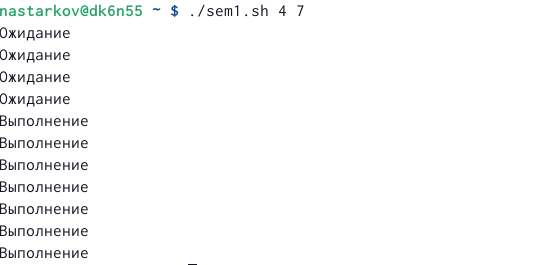 nastarkov@dk6n55 ~ $ ./sem1.sh 4 7
Ожидание
Ожидание
Ожидание
Ожидание
Выполнение
Выполнение
Выполнение
Выполнение
Выполнение
Выполнение
Выполнение